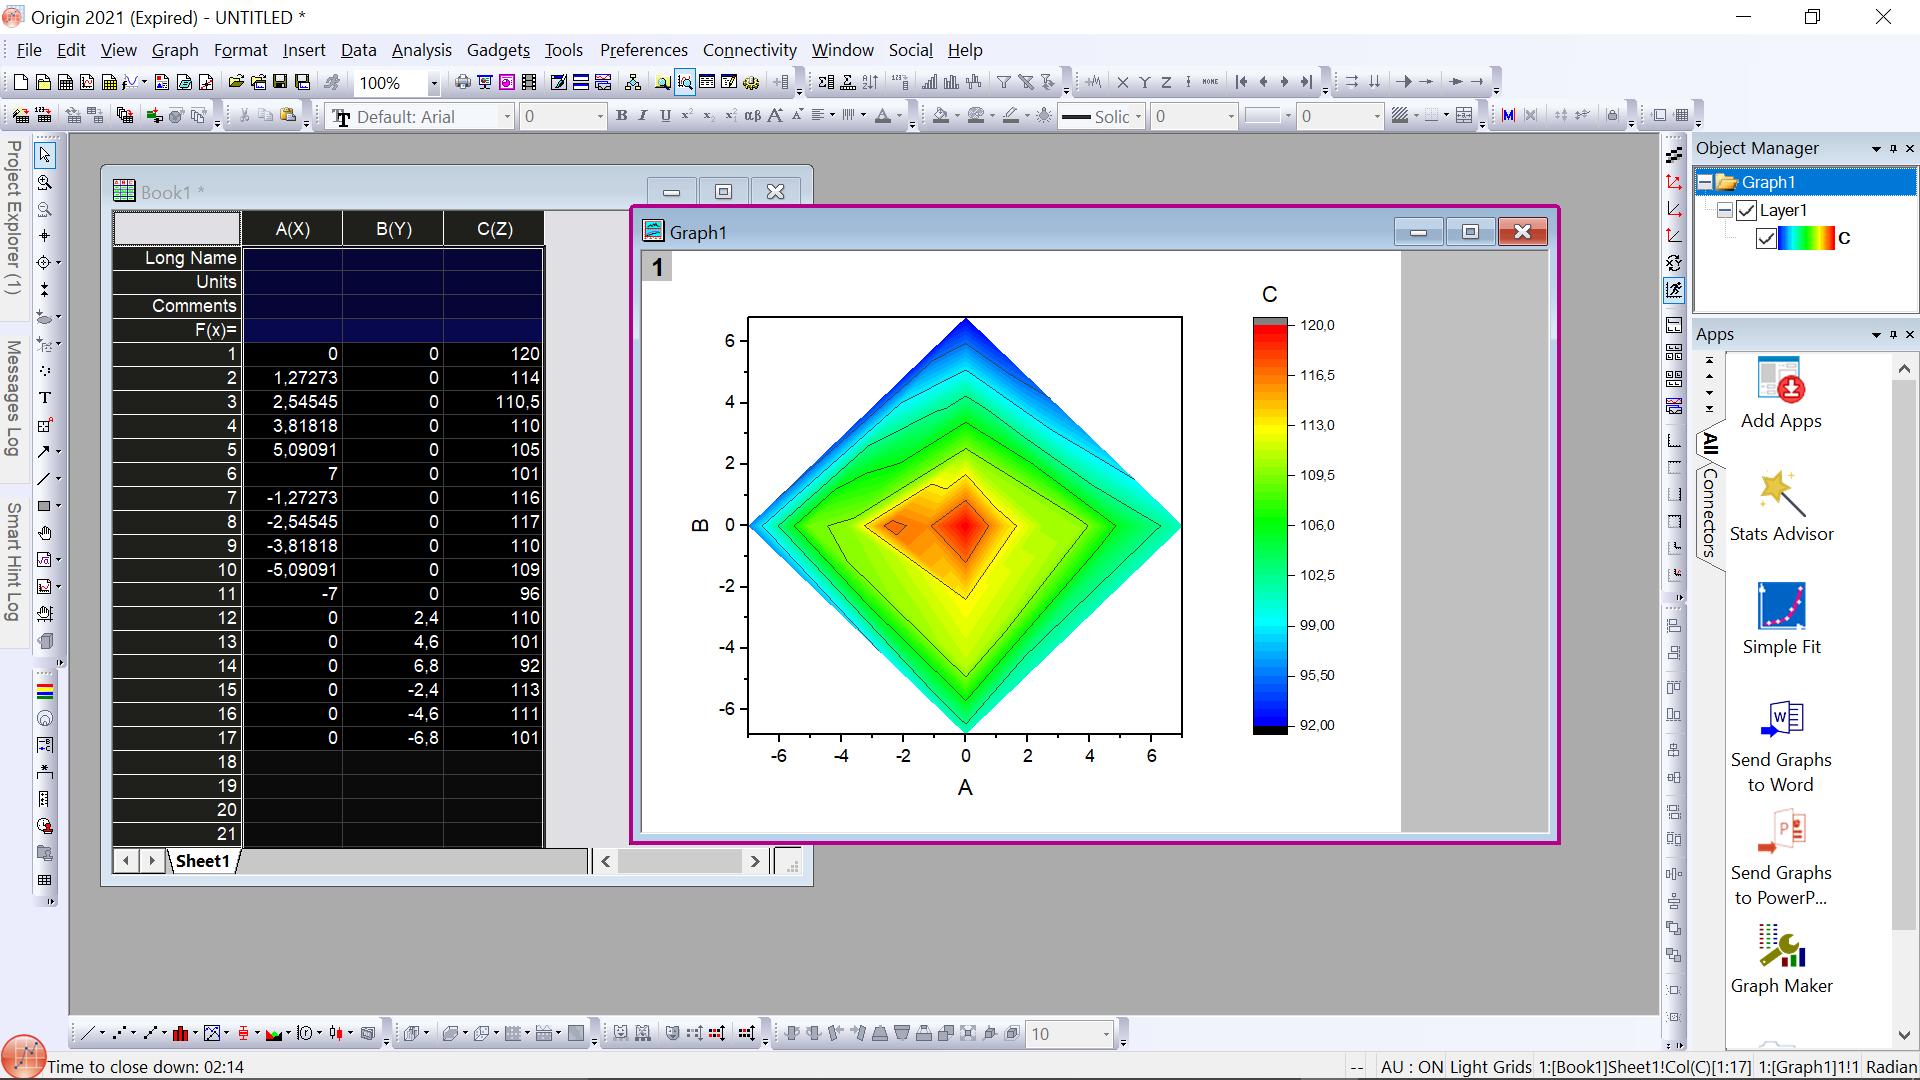 Origin 2021 (Expired) - UNTITLED *
File Edit View Graph Format Insert Data Analysis Gadgets Tools Preferences Connectivity Window Social Help
100%
Default: Arial 0 B I U αβ A A Solic 0 0
Project Explorer (1)
Messages Log
Smart Hint Log
Book1 *
A(X) B(Y) C(Z)
Long Name
Units
Comments
F(x)=
1 0 0 120
2 1,27273 0 114
3 2,54545 0 110,5
4 3,81818 0 110
5 5,09091 0 105
6 7 0 101
7 -1,27273 0 116
8 -2,54545 0 117
9 -3,81818 0 110
10 -5,09091 0 109
11 -7 0 96
12 0 2,4 110
13 0 4,6 101
14 0 6,8 92
15 0 -2,4 113
16 0 -4,6 111
17 0 -6,8 101
18
19
20
21
Sheet1
Graph1
1
C
120,0
116,5
113,0
109,5
106,0
102,5
99,00
95,50
92,00
6
4
2
0
-2
-4
-6
B
-6 -4 -2 0 2 4 6
A
Object Manager
Graph1
Layer1
C
Apps
All
Connectors
Add Apps
Stats Advisor
Simple Fit
Send Graphs
to Word
Send Graphs
to PowerP...
Graph Maker
10
Time to close down: 02:14
-- AU : ON Light Grids 1:[Book1]Sheet1!Col(C)[1:17] 1:[Graph1]1!1 Radian